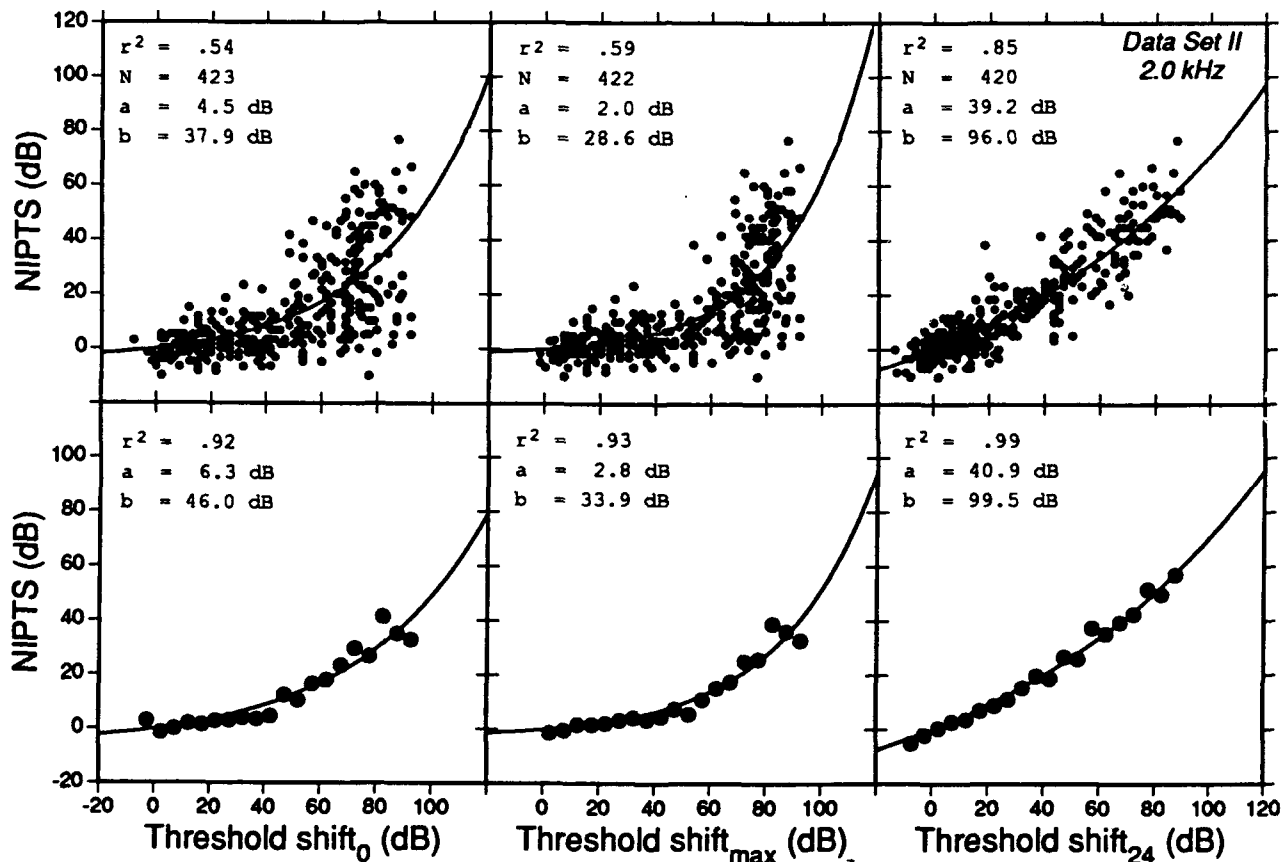 120
100
80
60
40
20
0
NIPTS (dB)
r² = .54
N = 423
a = 4.5 dB
b = 37.9 dB
r² = .59
N = 422
a = 2.0 dB
b = 28.6 dB
r² = .85
N = 420
a = 39.2 dB
b = 96.0 dB
Data Set II
2.0 kHz
100
80
60
40
20
0
-20
NIPTS (dB)
r² = .92
a = 6.3 dB
b = 46.0 dB
r² = .93
a = 2.8 dB
b = 33.9 dB
r² = .99
a = 40.9 dB
b = 99.5 dB
-20 0 20 40 60 80 100
0 20 40 60 80 100
0 20 40 60 80 100 120
Threshold shift₀ (dB)
Threshold shift_max (dB)
Threshold shift₂₄ (dB)